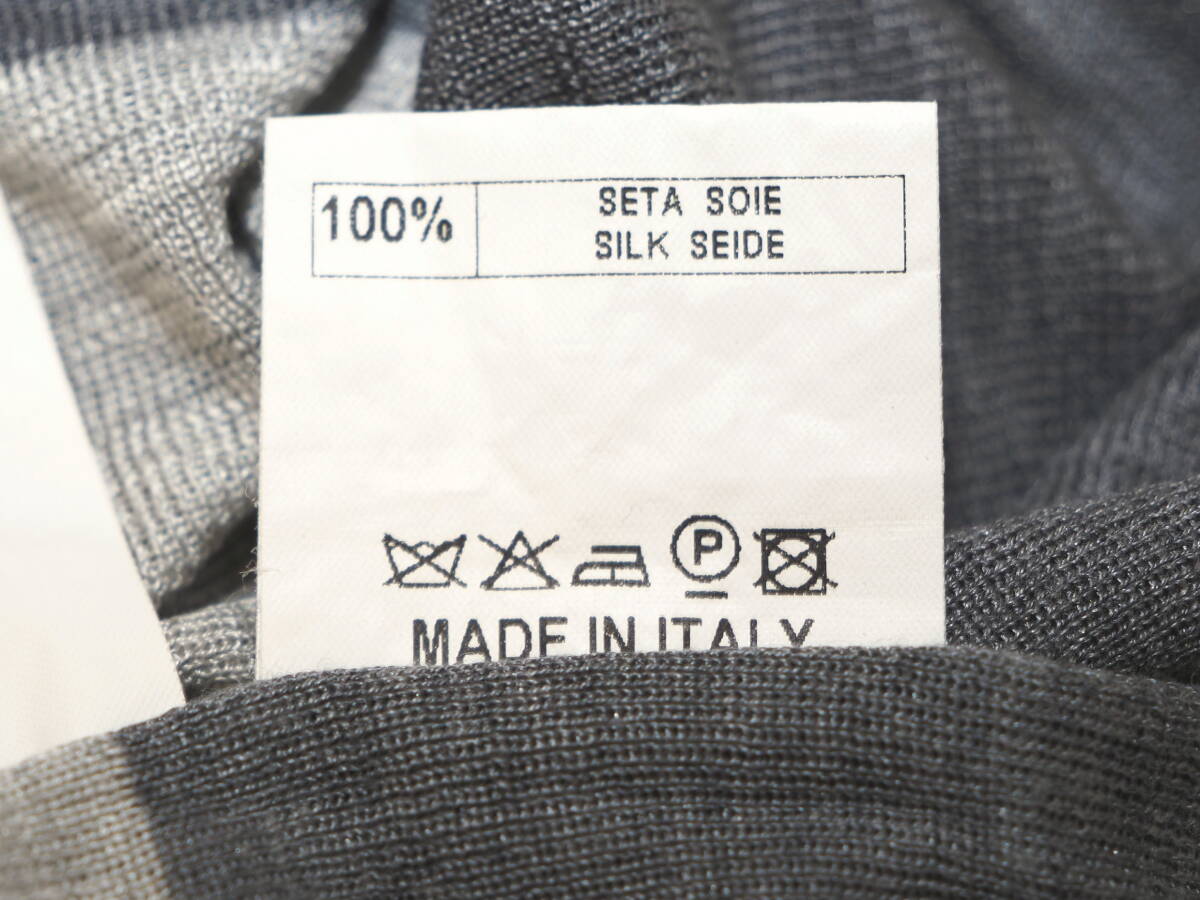 100%
SETA SOIE
SILK SEIDE
P
MADE IN ITALY